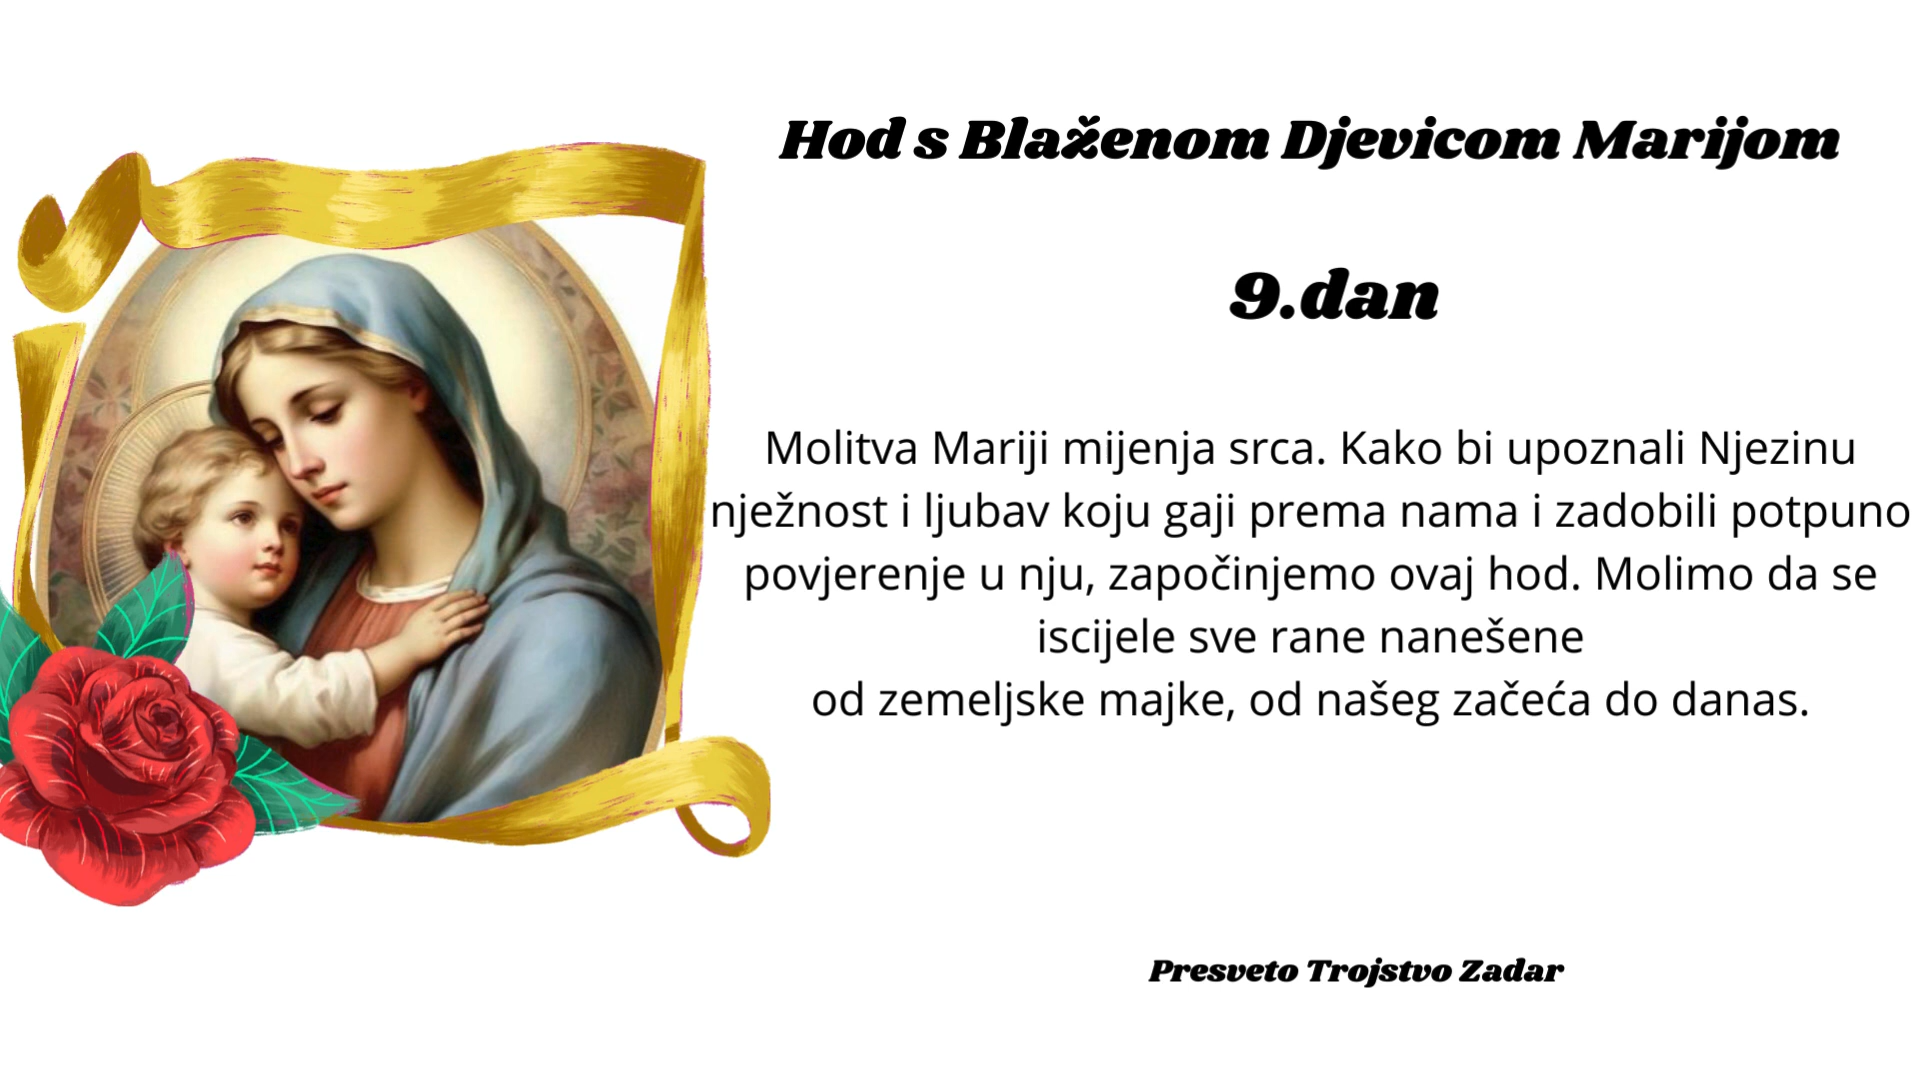 Hod s Blaženom Djevicom Marijom
9.dan
Molitva Mariji mijenja srca. Kako bi upoznali Njezinu
nježnost i ljubav koju gaji prema nama i zadobili potpuno
povjerenje u nju, započinjemo ovaj hod. Molimo da se
iscijele sve rane nanešene
od zemeljske majke, od našeg začeća do danas.
Presveto Trojstvo Zadar